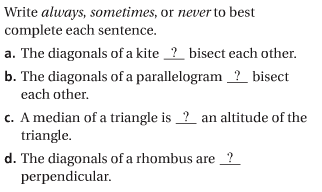 Write always, sometimes, or never to best
complete each sentence.
a. The diagonals of a kite ? bisect each other.
b. The diagonals of a parallelogram ? bisect
each other.
c. A median of a triangle is ? an altitude of the
triangle.
d. The diagonals of a rhombus are ?
perpendicular.